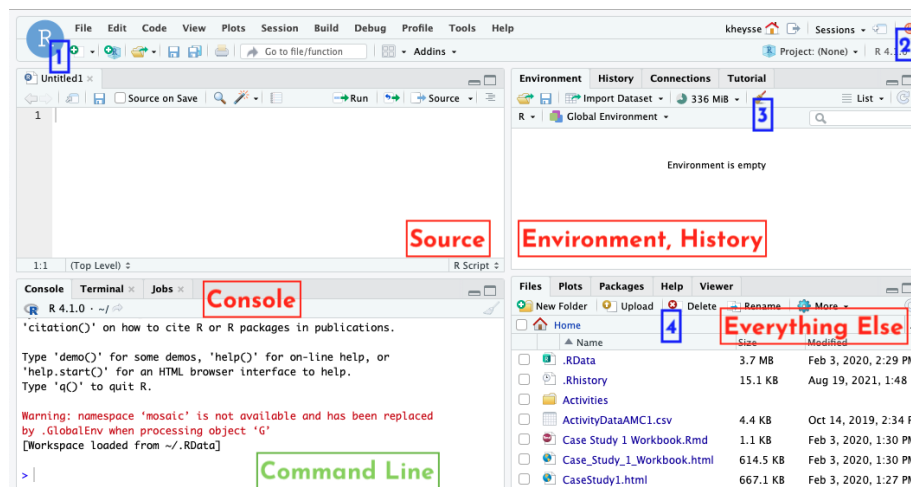 File Edit Code View Plots Session Build Debug Profile Tools Help kheysse Sessions
R 1 Go to file/function Addins Project: (None) R 4.1.0 2
Untitled1
Source on Save Run Source
1
Source
1:1 (Top Level) R Script
Environment History Connections Tutorial
Import Dataset 336 MiB List
R Global Environment 3
Environment is empty
Environment, History
Console Terminal Jobs
Console
R 4.1.0 · ~/
'citation()' on how to cite R or R packages in publications.
Type 'demo()' for some demos, 'help()' for on-line help, or
'help.start()' for an HTML browser interface to help.
Type 'q()' to quit R.
Warning: namespace 'mosaic' is not available and has been replaced
by .GlobalEnv when processing object 'G'
[Workspace loaded from ~/.RData]
>
Command Line
Files Plots Packages Help Viewer
New Folder Upload Delete Rename More
Home 4 Everything Else
Name Size Modified
.RData 3.7 MB Feb 3, 2020, 2:29 PM
.Rhistory 15.1 KB Aug 19, 2021, 1:48
Activities
ActivityDataAMC1.csv 4.4 KB Oct 14, 2019, 2:34 P
Case Study 1 Workbook.Rmd 1.1 KB Feb 3, 2020, 1:30 PM
Case_Study_1_Workbook.html 614.5 KB Feb 3, 2020, 1:30 PM
CaseStudy1.html 667.1 KB Feb 3, 2020, 1:27 PM